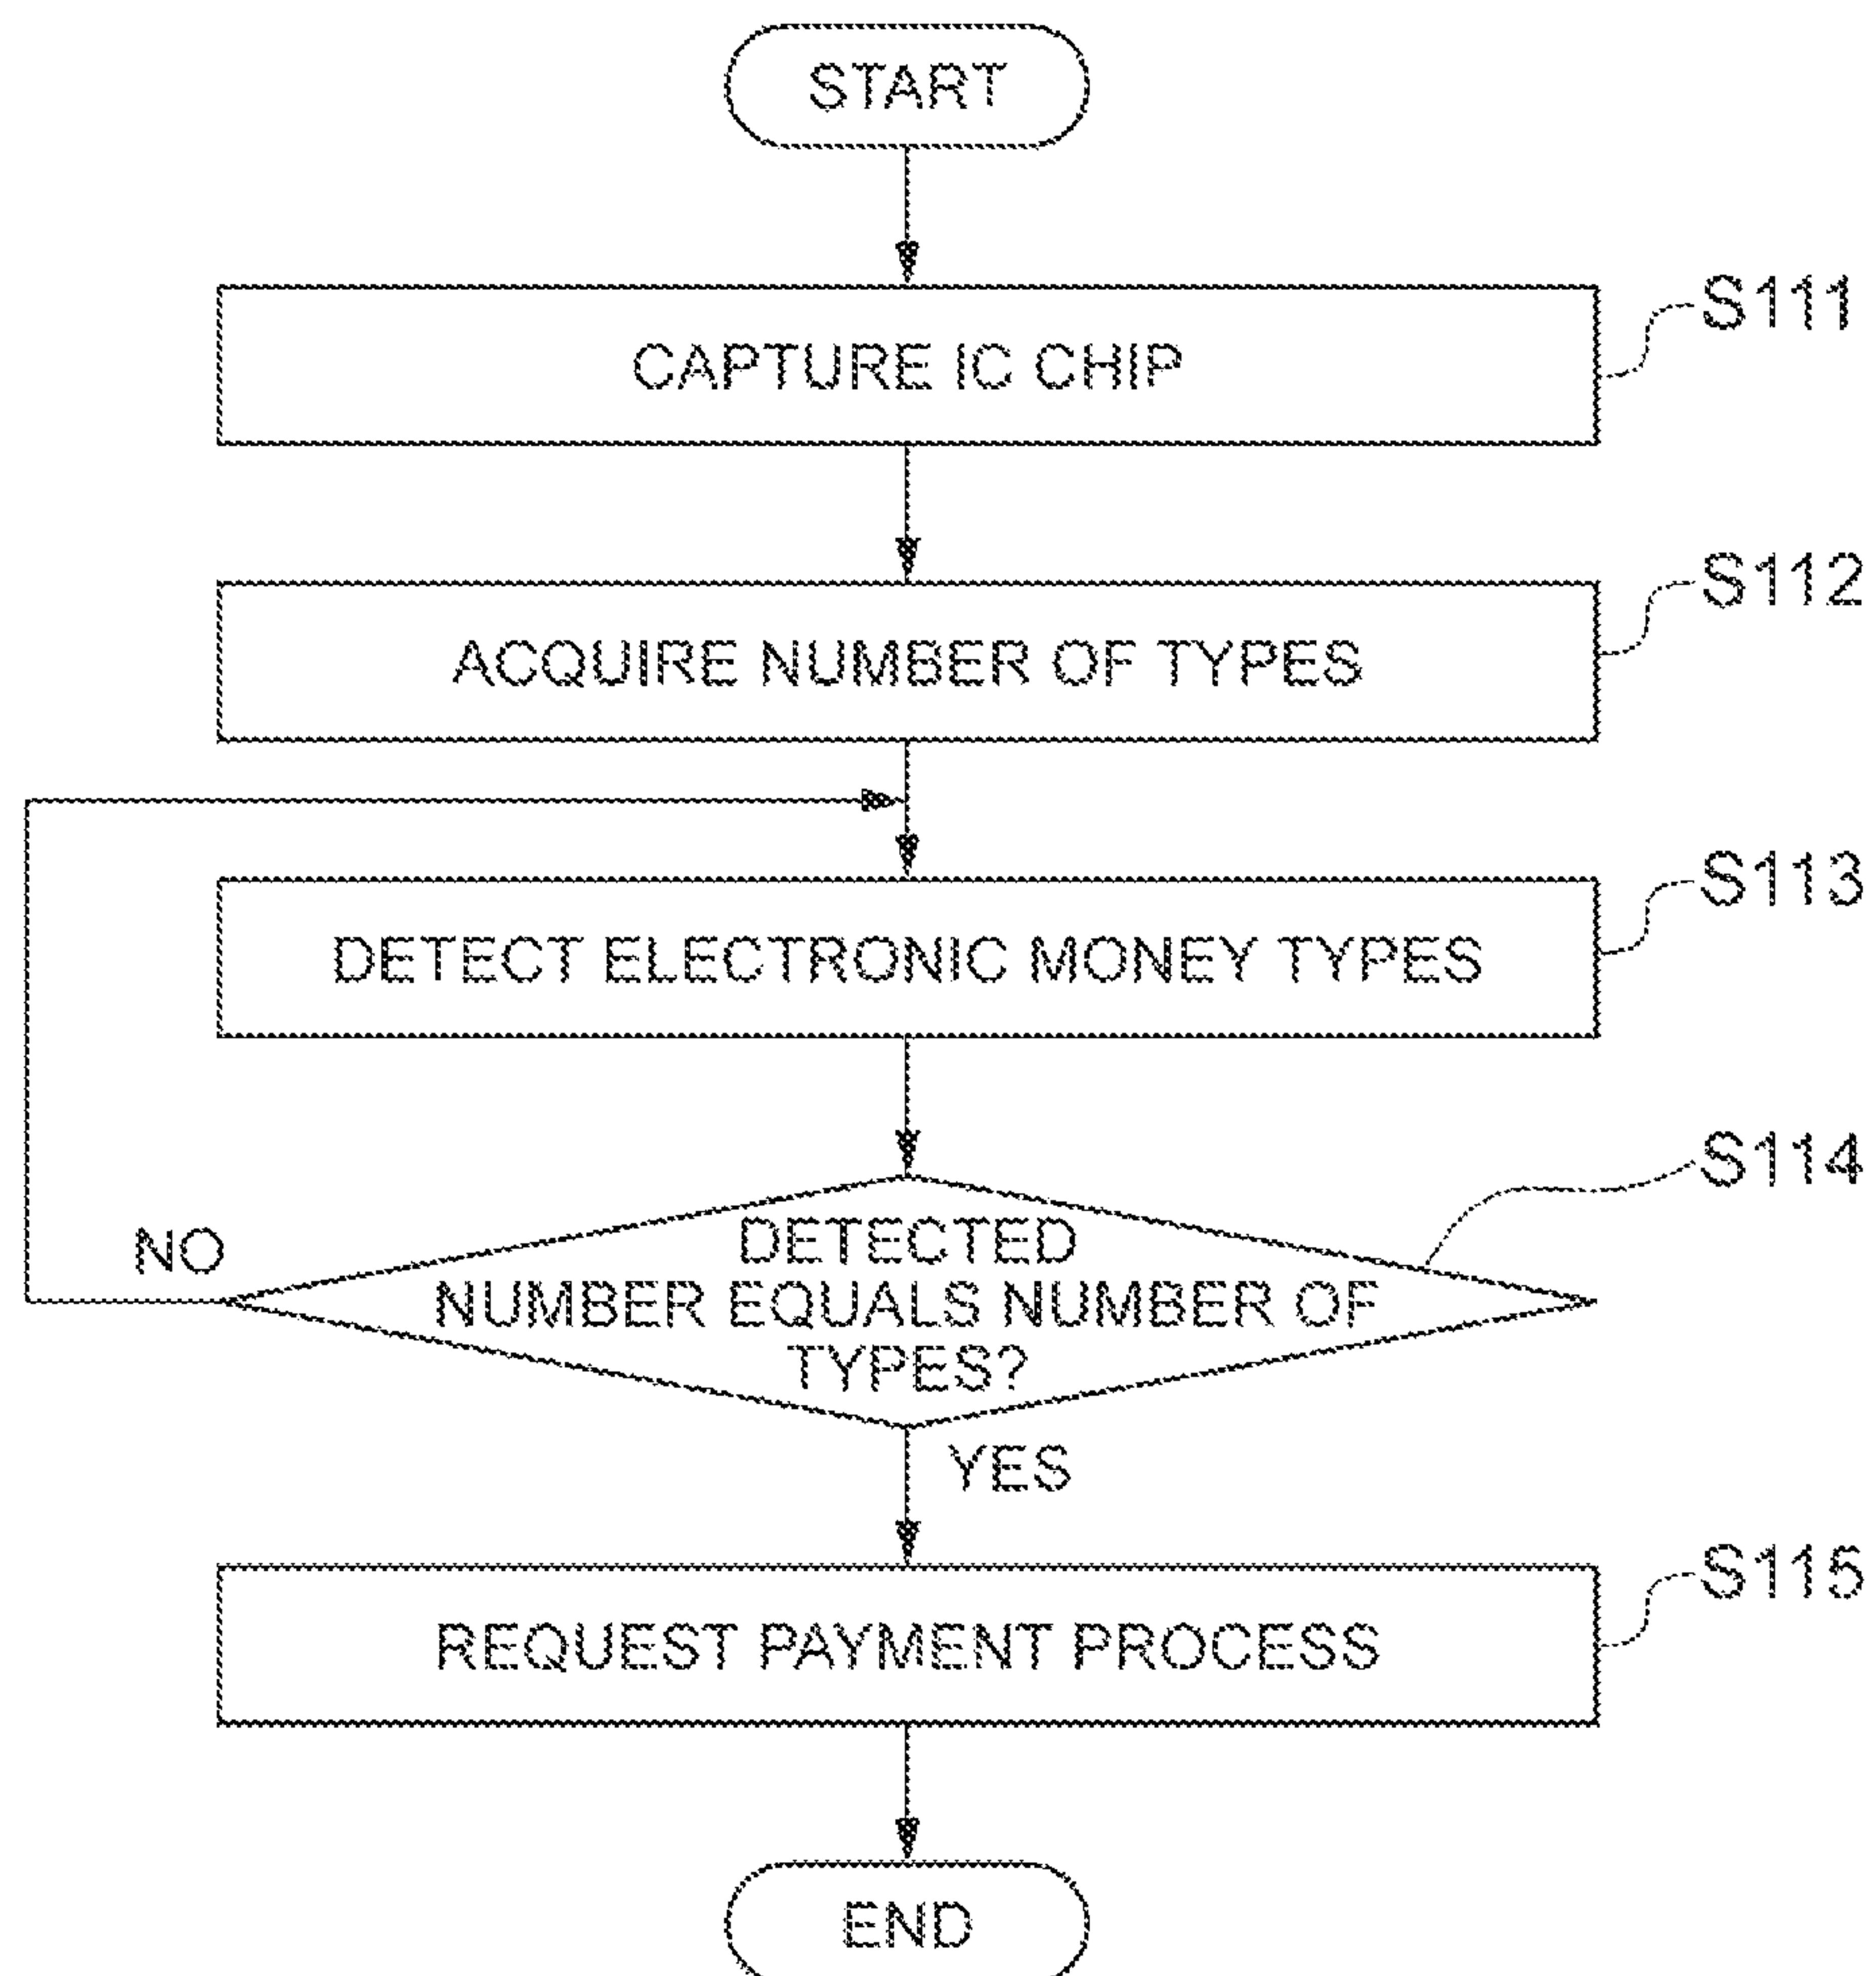 START
CAPTURE IC CHIP
S111
ACQUIRE NUMBER OF TYPES
S112
DETECT ELECTRONIC MONEY TYPES
S113
DETECTED
NUMBER EQUALS NUMBER OF
TYPES?
S114
NO
YES
REQUEST PAYMENT PROCESS
S115
END